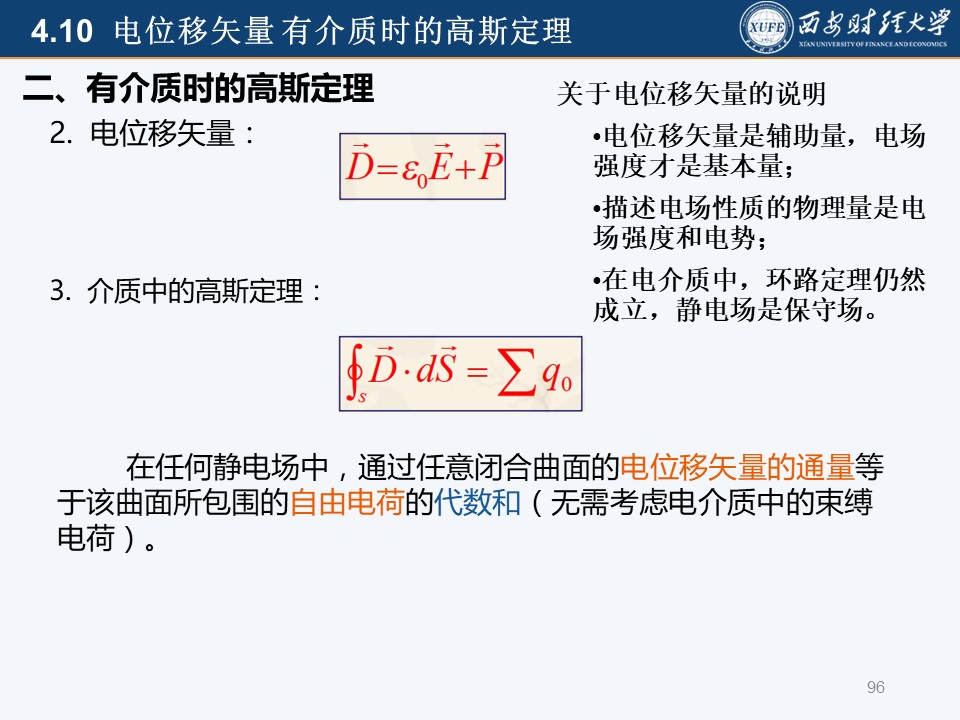 4.10 电位移矢量 有介质时的高斯定理
XUFE
西安财经大学
XI'AN UNIVERSITY OF FINANCE AND ECONOMICS
二、有介质时的高斯定理
2. 电位移矢量：
$\vec{D}=\varepsilon_0\vec{E}+\vec{P}$
3. 介质中的高斯定理：
$\oint_s \vec{D}\cdot d\vec{S}=\sum q_0$
关于电位移矢量的说明
•电位移矢量是辅助量，电场
强度才是基本量；
•描述电场性质的物理量是电
场强度和电势；
•在电介质中，环路定理仍然
成立，静电场是保守场。
在任何静电场中，通过任意闭合曲面的电位移矢量的通量等
于该曲面所包围的自由电荷的代数和（无需考虑电介质中的束缚
电荷）。
96